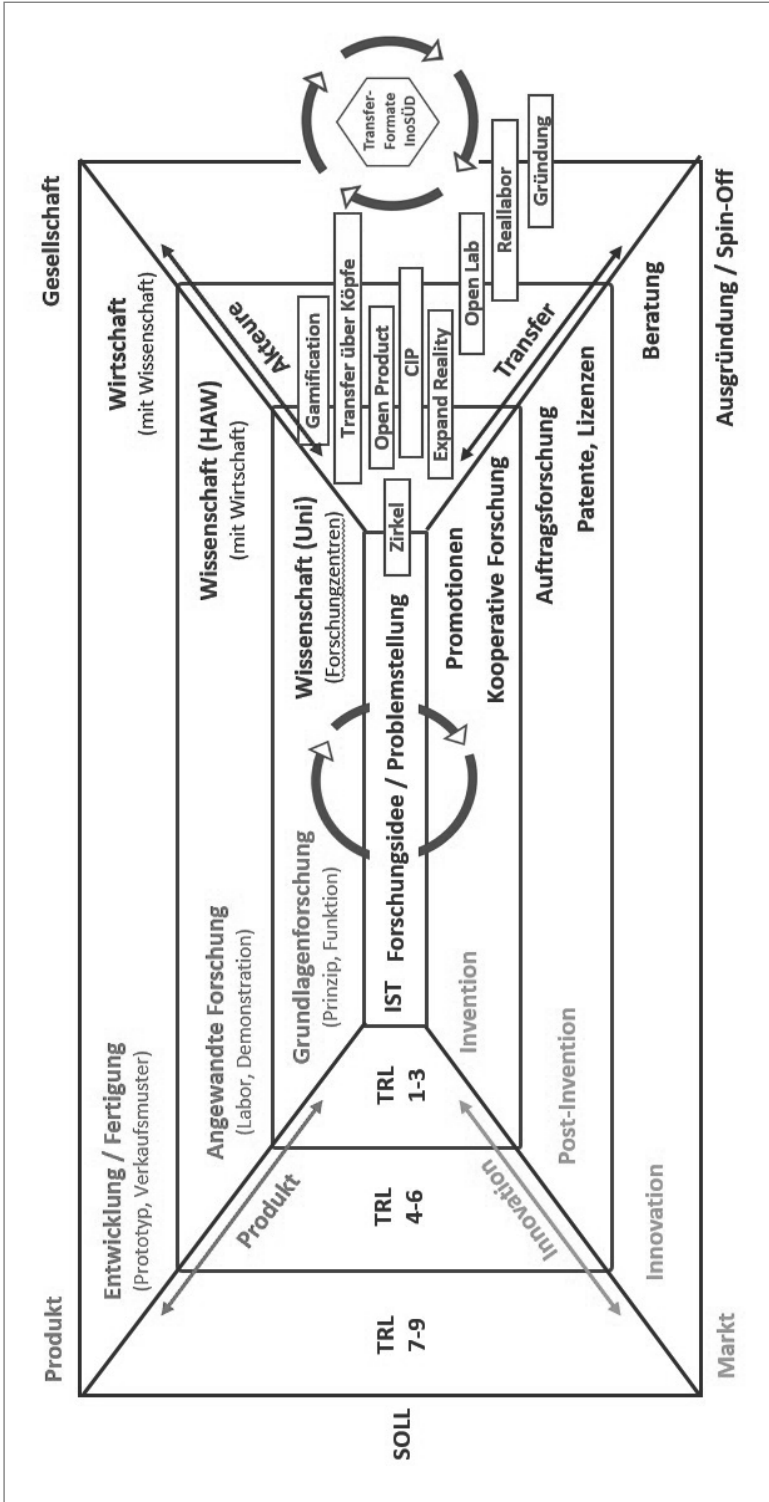 Produkt
Gesellschaft
Entwicklung / Fertigung
(Prototyp, Verkaufsmuster)
Wirtschaft
(mit Wissenschaft)
Angewandte Forschung
(Labor, Demonstration)
Wissenschaft (HAW)
(mit Wirtschaft)
Grundlagenforschung
(Prinzip, Funktion)
Wissenschaft (Uni)
(Forschungzentren)
Produkt
Akteure
SOLL
TRL
7-9
TRL
4-6
TRL
1-3
IST Forschungsidee / Problemstellung
Zirkel
Gamification
Transfer über Köpfe
Open Product
CIP
Expand Reality
Open Lab
Reallabor
Gründung
Transfer-
Formate
InoSÜD
Innovation
Transfer
Invention
Promotionen
Kooperative Forschung
Post-Invention
Auftragsforschung
Patente, Lizenzen
Innovation
Beratung
Markt
Ausgründung / Spin-Off